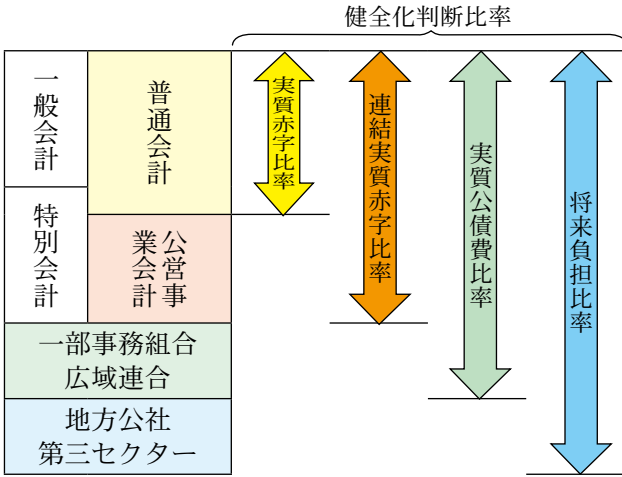 健全化判断比率
一般会計
普通会計
特別会計
公営事
業会計
一部事務組合
広域連合
地方公社
第三セクター
実質赤字比率
連結実質赤字比率
実質公債費比率
将来負担比率